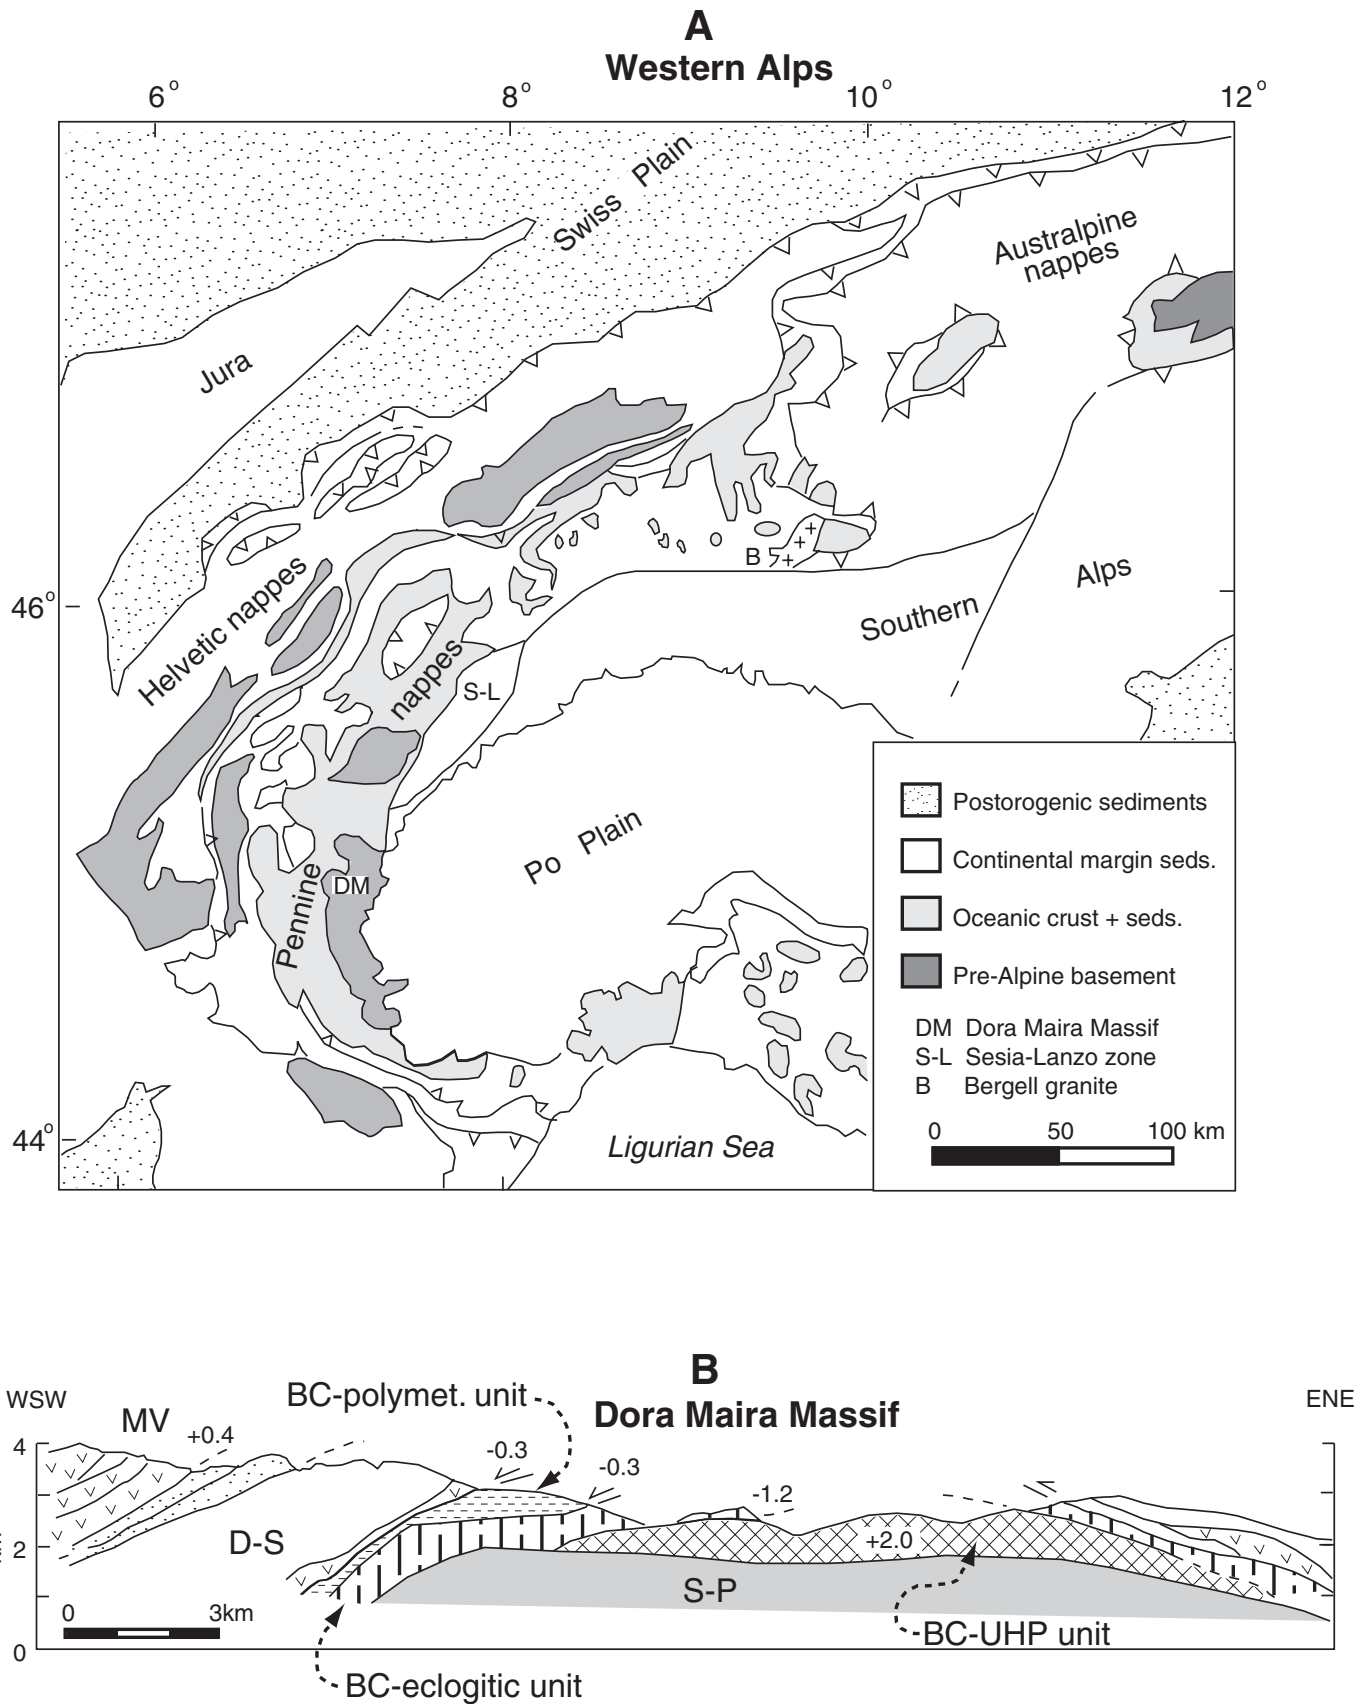 A
Western Alps
6°
8°
10°
12°
Swiss Plain
Australpine
nappes
Jura
B
Alps
46°
Southern
Helvetic nappes
nappes
S-L
Postorogenic sediments
Po Plain
Continental margin seds.
DM
Pennine
Oceanic crust + seds.
Pre-Alpine basement
DM Dora Maira Massif
S-L Sesia-Lanzo zone
B Bergell granite
0 50 100 km
44°
Ligurian Sea
B
Dora Maira Massif
WSW
ENE
BC-polymet. unit
MV
+0.4
4
-0.3
-0.3
-1.2
D-S
+2.0
2
S-P
0 3km
BC-UHP unit
0
BC-eclogitic unit